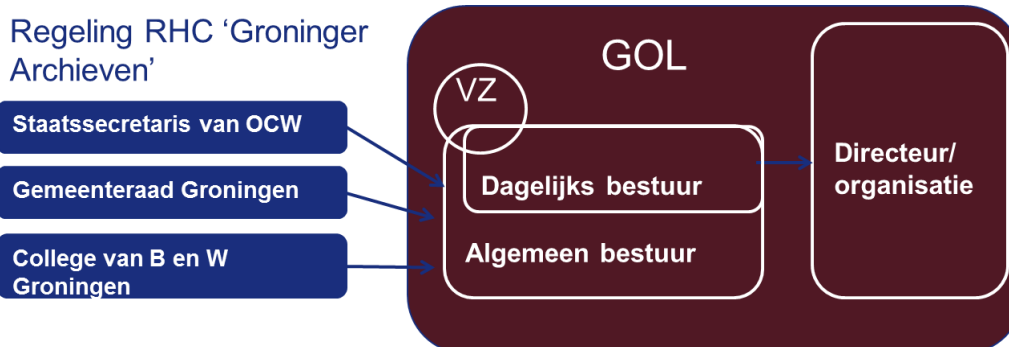 Regeling RHC ‘Groninger
Archieven’
Staatssecretaris van OCW
Gemeenteraad Groningen
College van B en W
Groningen
GOL
VZ
Dagelijks bestuur
Algemeen bestuur
Directeur/
organisatie